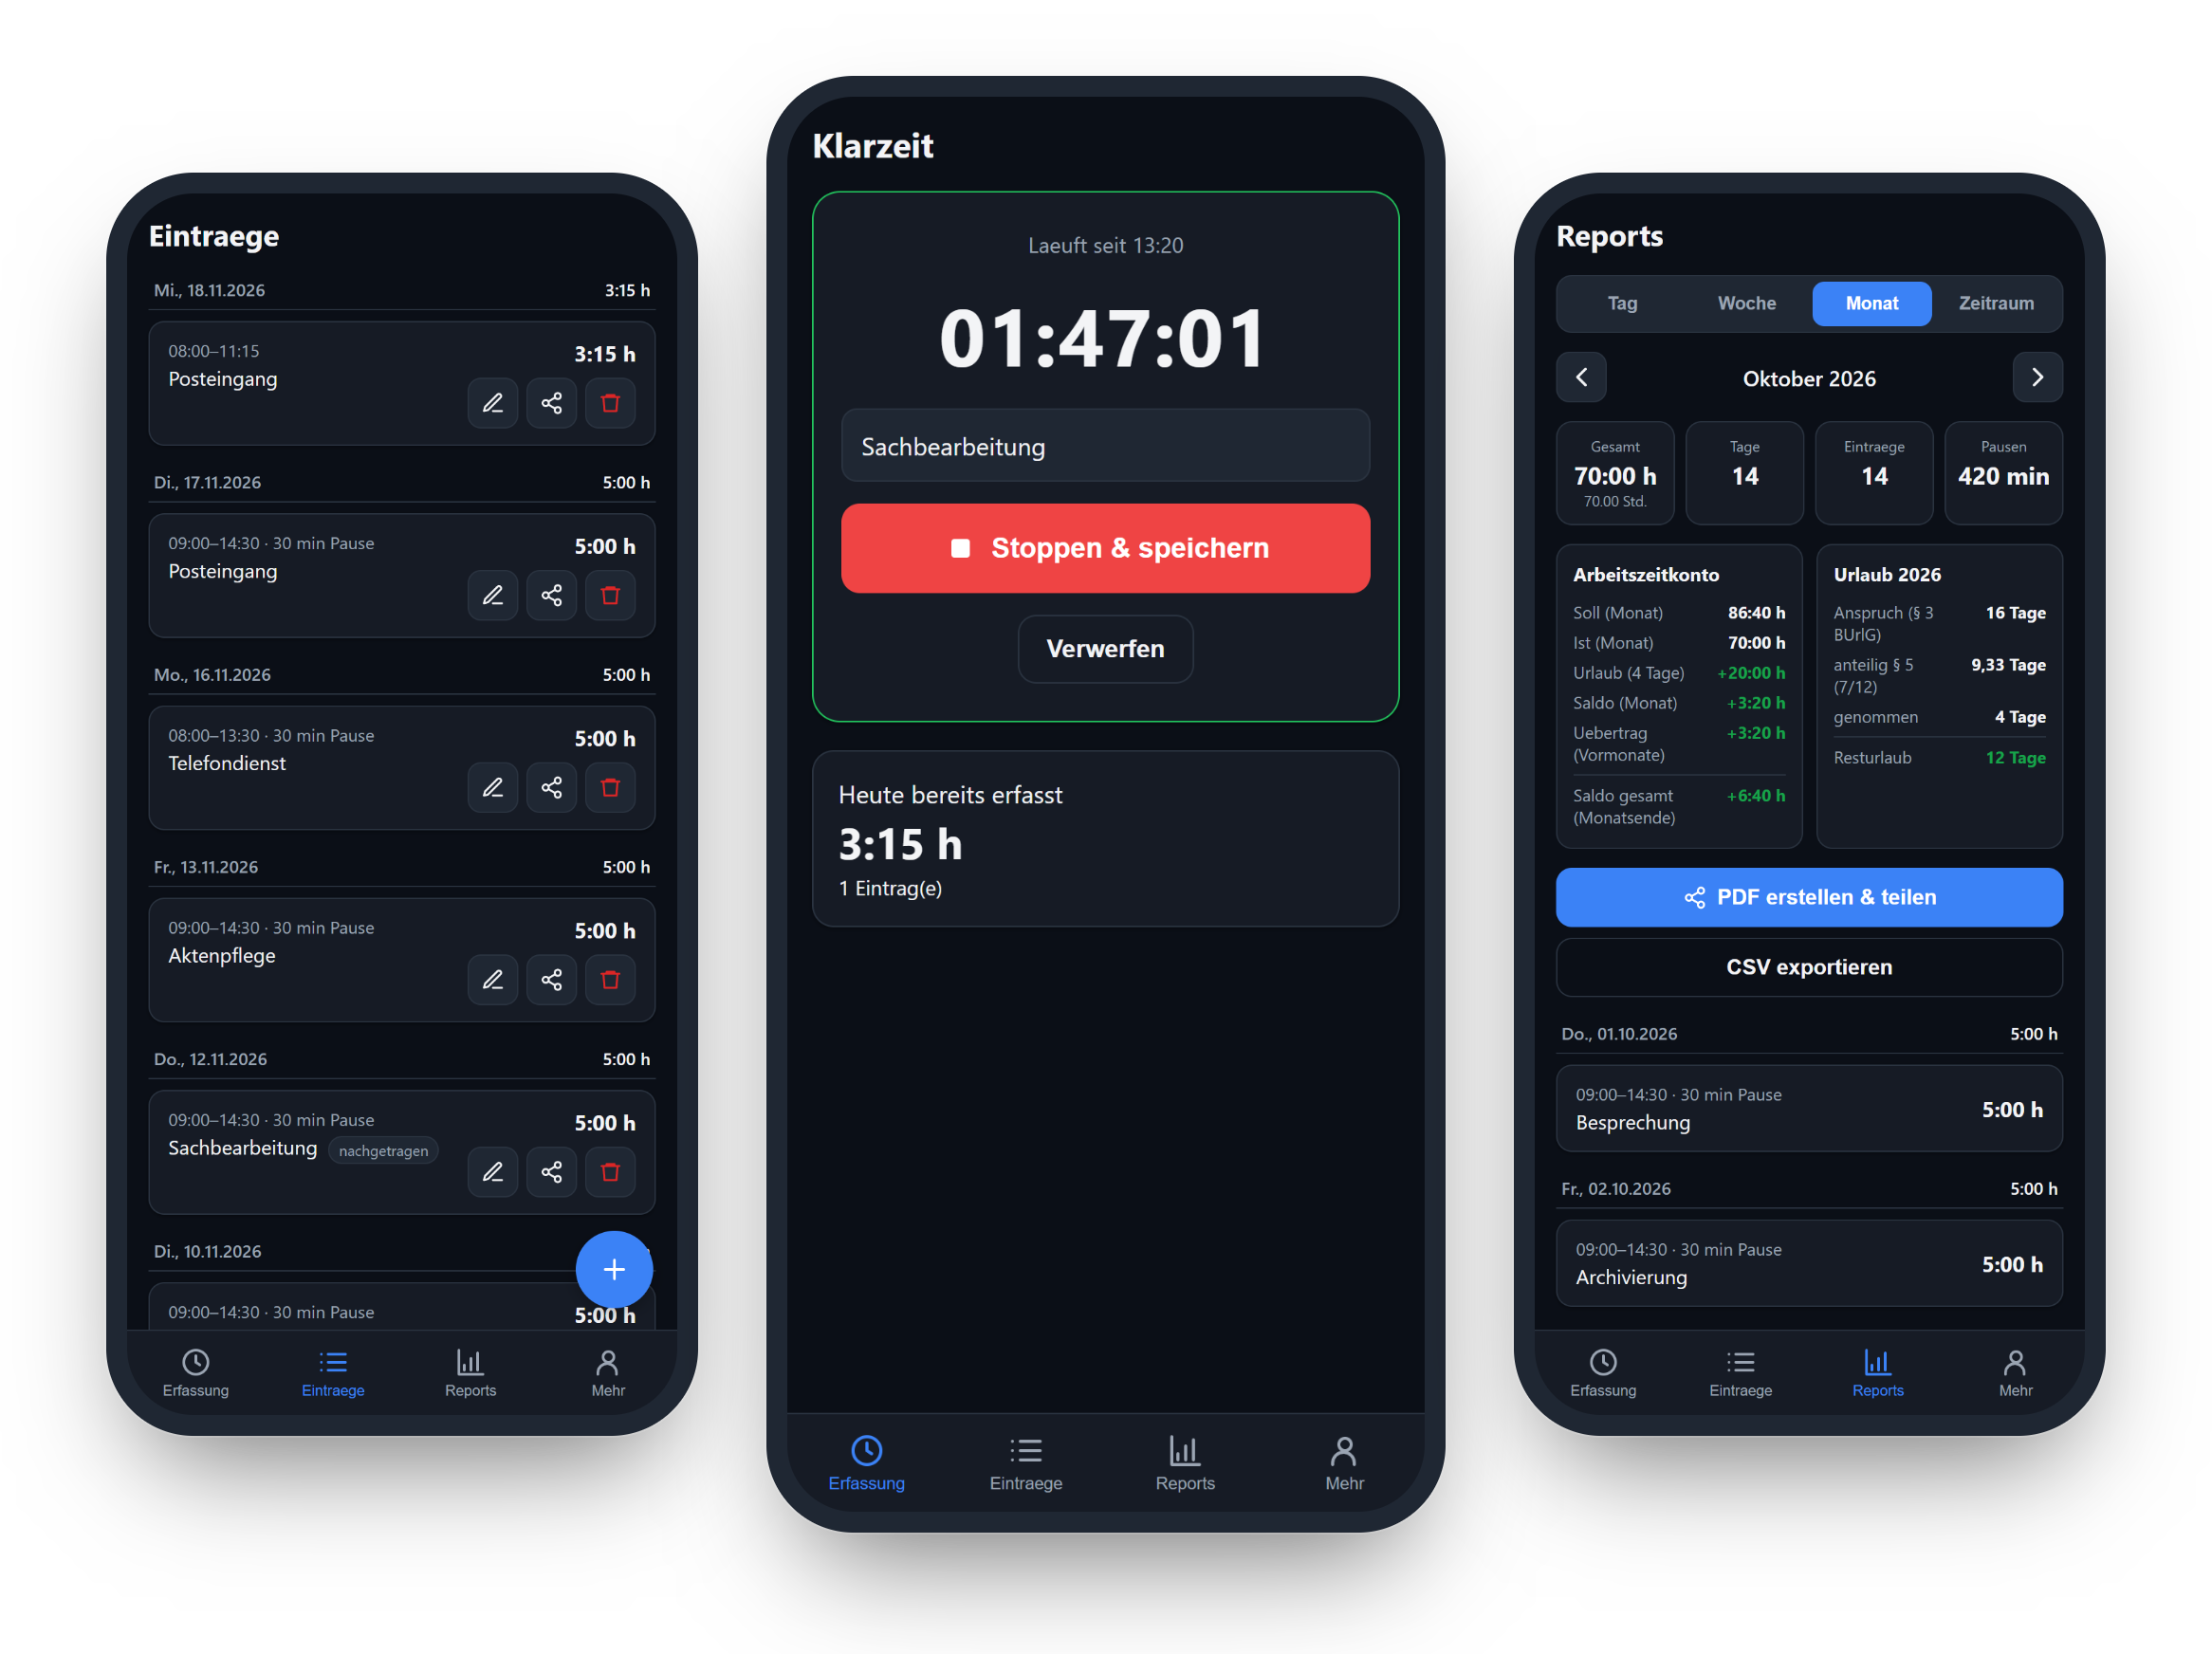 Eintraege
Mi., 18.11.2026 3:15 h
08:00–11:15 3:15 h
Posteingang
Di., 17.11.2026 5:00 h
09:00–14:30 · 30 min Pause 5:00 h
Posteingang
Mo., 16.11.2026 5:00 h
08:00–13:30 · 30 min Pause 5:00 h
Telefondienst
Fr., 13.11.2026 5:00 h
09:00–14:30 · 30 min Pause 5:00 h
Aktenpflege
Do., 12.11.2026 5:00 h
09:00–14:30 · 30 min Pause 5:00 h
Sachbearbeitung nachgetragen
Di., 10.11.2026
09:00–14:30 · 30 min Pause 5:00 h
Erfassung Eintraege Reports Mehr
Klarzeit
Laeuft seit 13:20
01:47:01
Sachbearbeitung
Stoppen & speichern
Verwerfen
Heute bereits erfasst
3:15 h
1 Eintrag(e)
Erfassung Eintraege Reports Mehr
Reports
Tag Woche Monat Zeitraum
Oktober 2026
Gesamt
70:00 h
70.00 Std.
Tage
14
Eintraege
14
Pausen
420 min
Arbeitszeitkonto
Soll (Monat) 86:40 h
Ist (Monat) 70:00 h
Urlaub (4 Tage) +20:00 h
Saldo (Monat) +3:20 h
Uebertrag +3:20 h
(Vormonate)
Saldo gesamt +6:40 h
(Monatsende)
Urlaub 2026
Anspruch (§ 3 16 Tage
BUrlG)
anteilig § 5 9,33 Tage
(7/12)
genommen 4 Tage
Resturlaub 12 Tage
PDF erstellen & teilen
CSV exportieren
Do., 01.10.2026 5:00 h
09:00–14:30 · 30 min Pause 5:00 h
Besprechung
Fr., 02.10.2026 5:00 h
09:00–14:30 · 30 min Pause 5:00 h
Archivierung
Erfassung Eintraege Reports Mehr